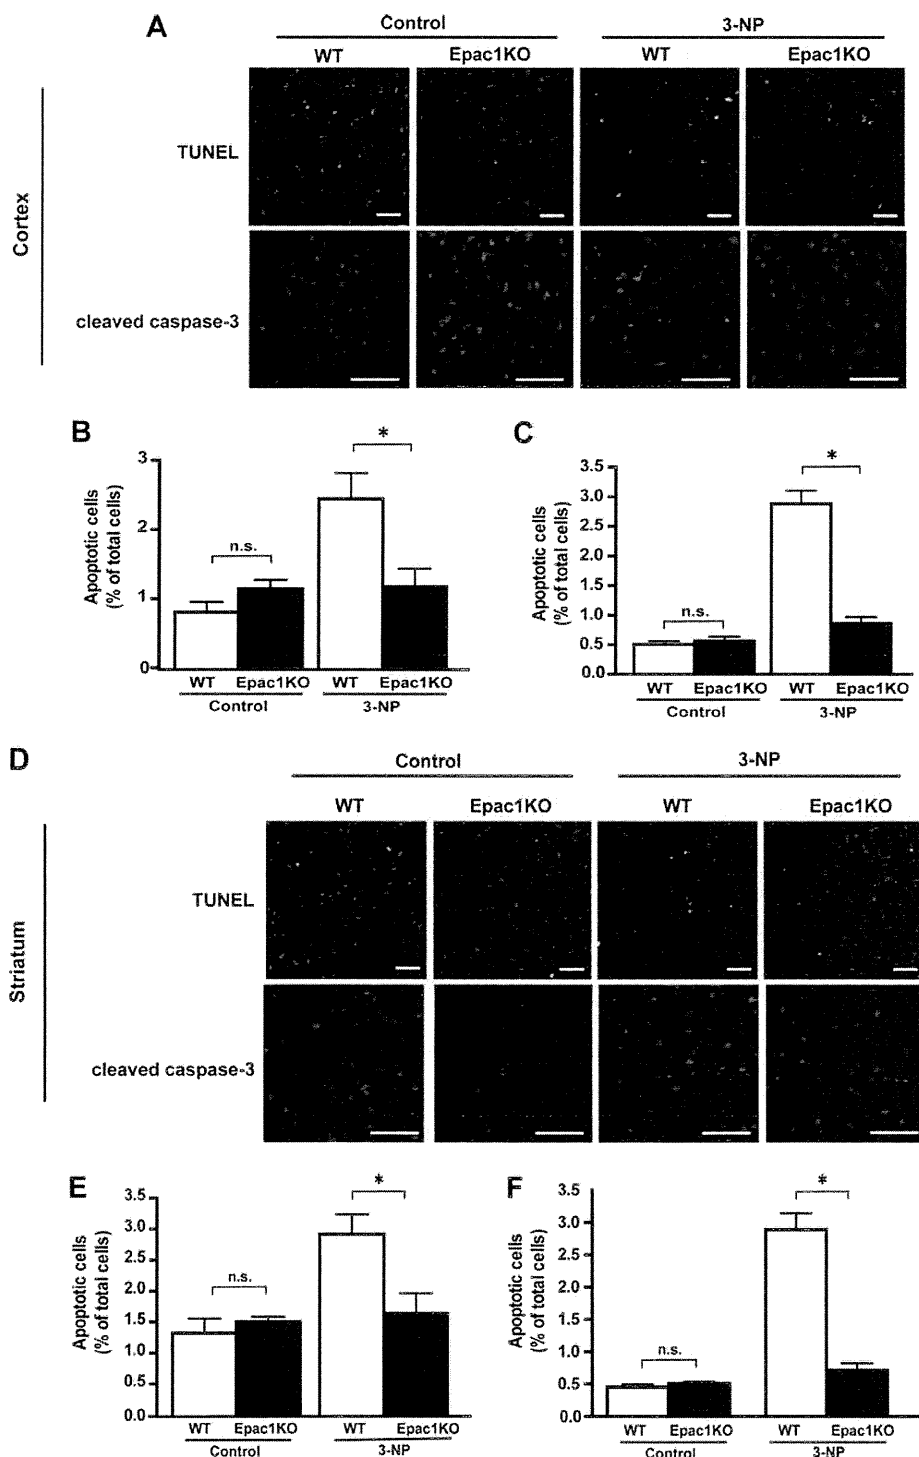 A
Control
3-NP
WT
Epac1KO
WT
Epac1KO
Cortex
TUNEL
cleaved caspase-3
B
Apoptotic cells
(% of total cells)
3
2
1
0
n.s.
*
WT
Epac1KO
WT
Epac1KO
Control
3-NP
C
Apoptotic cells
(% of total cells)
3.5
3.0
2.5
2.0
1.5
1.0
0.5
0.0
n.s.
*
WT
Epac1KO
WT
Epac1KO
Control
3-NP
D
Control
3-NP
WT
Epac1KO
WT
Epac1KO
Striatum
TUNEL
cleaved caspase-3
E
Apoptotic cells
(% of total cells)
3.5
3.0
2.5
2.0
1.5
1.0
0.5
0.0
n.s.
*
WT
Epac1KO
WT
Epac1KO
Control
3-NP
F
Apoptotic cells
(% of total cells)
3.5
3.0
2.5
2.0
1.5
1.0
0.5
0.0
n.s.
*
WT
Epac1KO
WT
Epac1KO
Control
3-NP